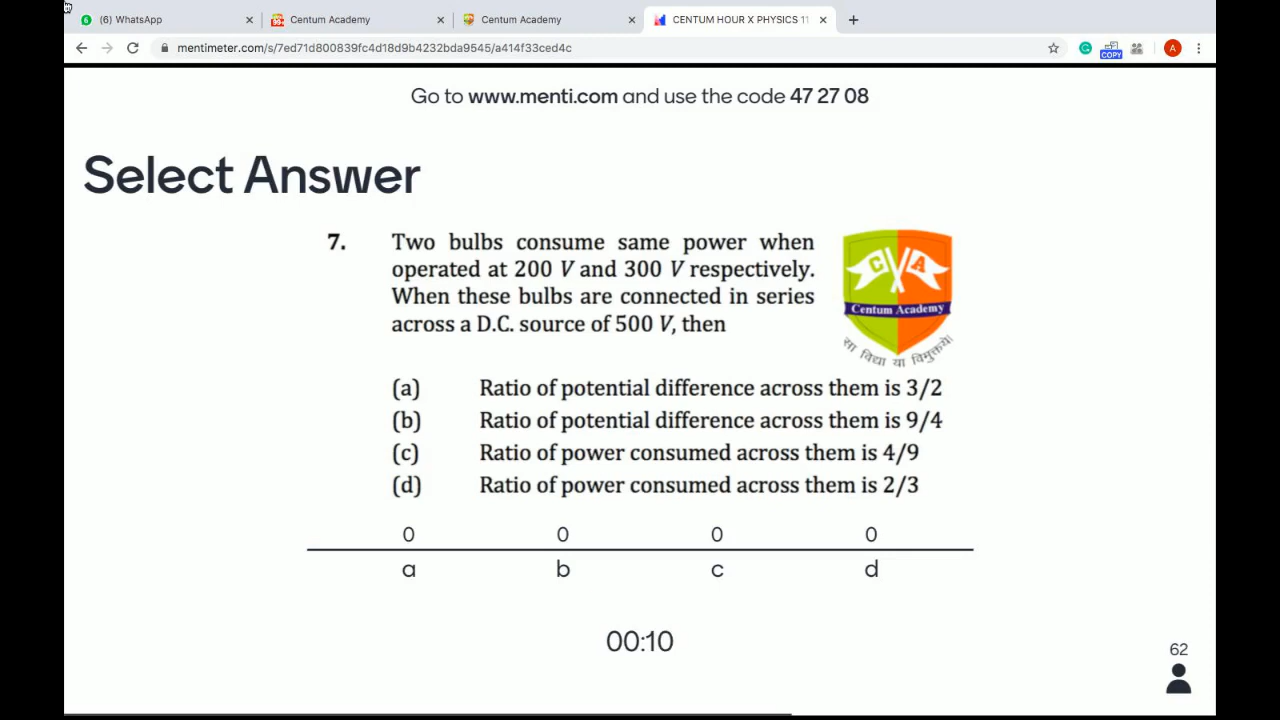 (6) WhatsApp
Centum Academy
Centum Academy
CENTUM HOUR X PHYSICS 11
mentimeter.com/s/7ed71d800839fc4d18d9b4232bda9545/a414f33ced4c
COPY
A
Go to www.menti.com and use the code 47 27 08
Select Answer
7. Two bulbs consume same power when
operated at 200 V and 300 V respectively.
When these bulbs are connected in series
across a D.C. source of 500 V, then
C A
Centum Academy
सा विद्या या विमुक्तये।
(a) Ratio of potential difference across them is 3/2
(b) Ratio of potential difference across them is 9/4
(c) Ratio of power consumed across them is 4/9
(d) Ratio of power consumed across them is 2/3
0 0 0 0
a b c d
00:10
62